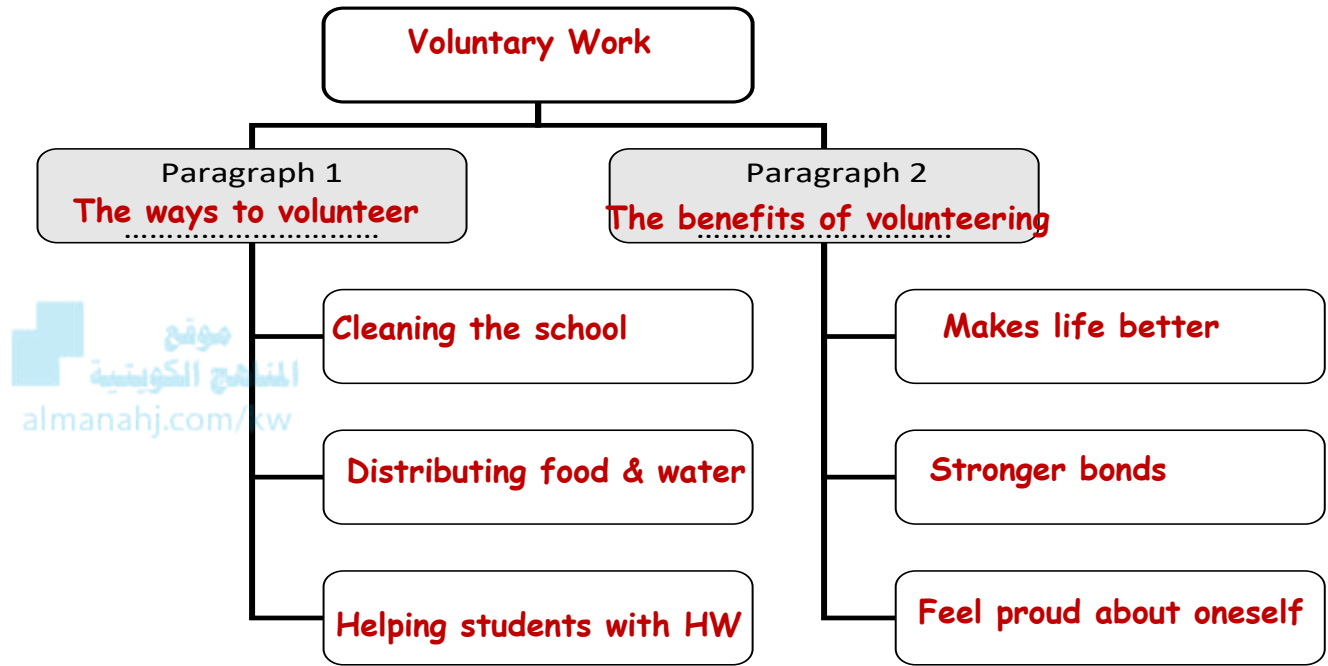 Voluntary Work
Paragraph 1
The ways to volunteer
..............................
Cleaning the school
Distributing food & water
Helping students with HW
Paragraph 2
The benefits of volunteering
..............................
Makes life better
Stronger bonds
Feel proud about oneself
موقع
المناهج الكويتية
almanahj.com/kw